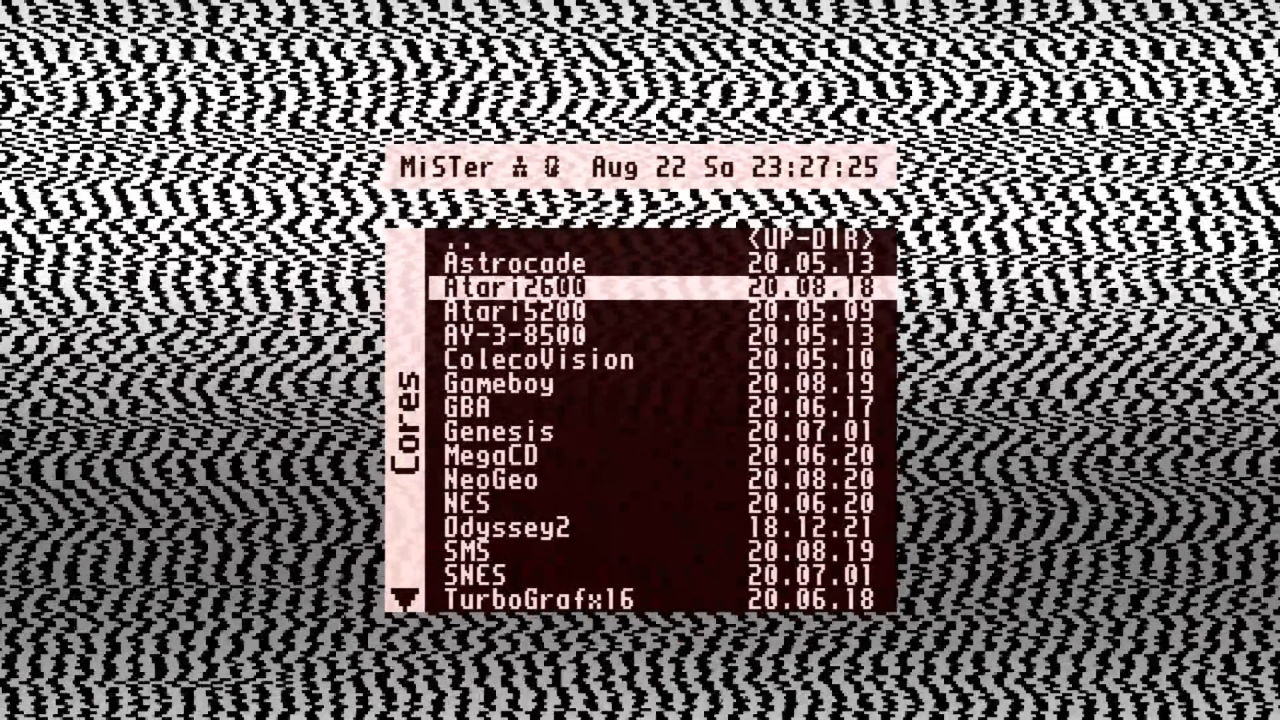 MiSTer Aug 22 Sa 23:27:25
Cores
.. <UP-DIR>
Astrocade 20.05.13
Atari2600 20.08.18
Atari5200 20.05.09
AY-3-8500 20.05.13
ColecoVision 20.05.10
Gameboy 20.08.19
GBA 20.06.17
Genesis 20.07.01
MegaCD 20.06.20
NeoGeo 20.08.20
NES 20.06.20
Odyssey2 18.12.21
SMS 20.08.19
SNES 20.07.01
TurboGrafx16 20.06.18